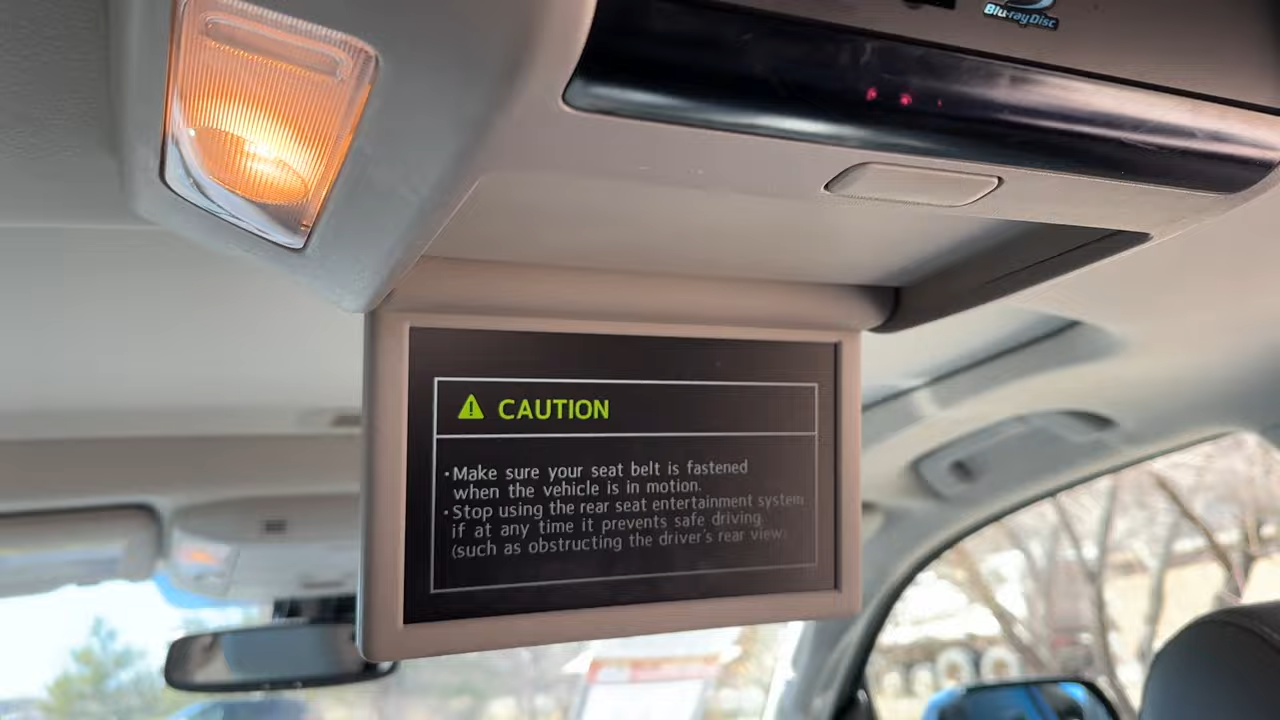 Blu-ray Disc
CAUTION
·Make sure your seat belt is fastened
when the vehicle is in motion.
·Stop using the rear seat entertainment system
if at any time it prevents safe driving
(such as obstructing the driver's rear view)